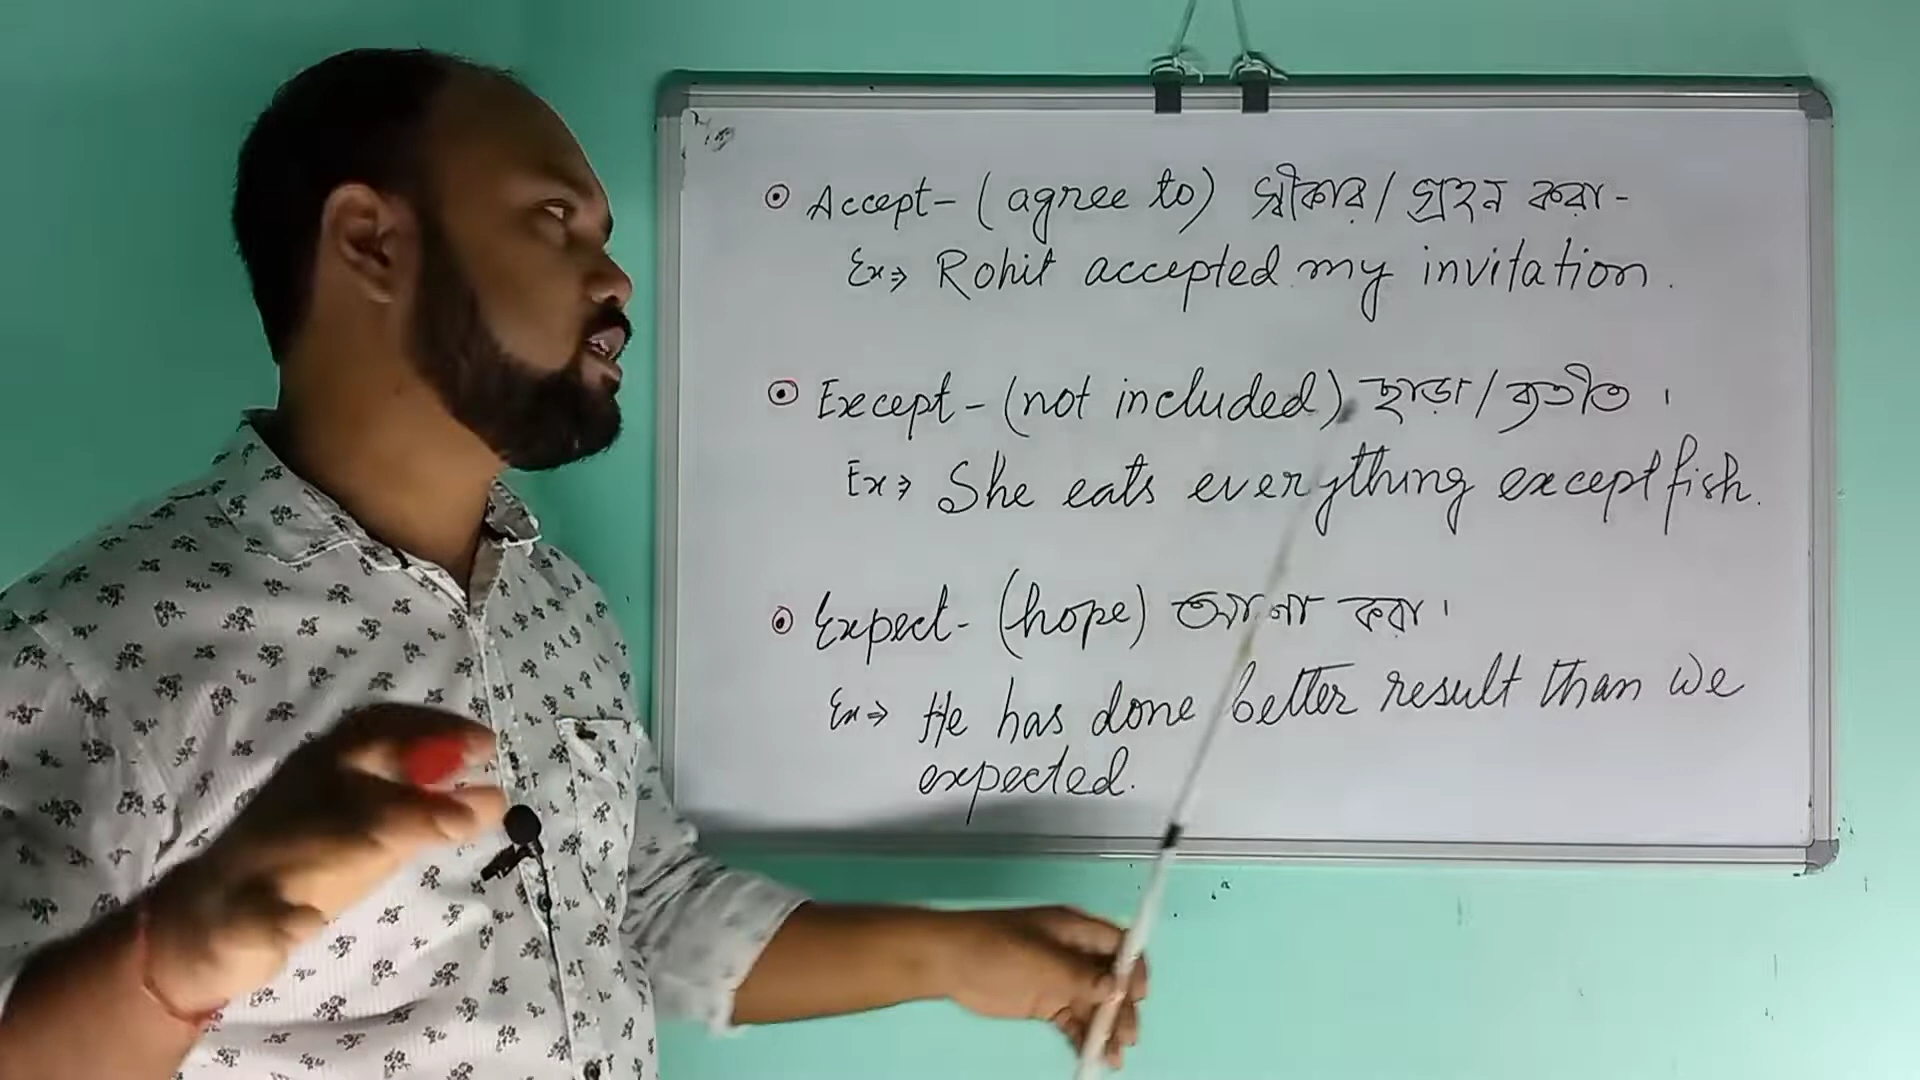 Accept - (agree to) স্বীকার / গ্রহন করা -
Ex ⇒ Rohit accepted my invitation.
Except - (not included) ছাড়া / ব্যতীত ।
Ex ⇒ She eats everything except fish.
Expect - (hope) আশা করা ।
Ex ⇒ He has done better result than we
expected.